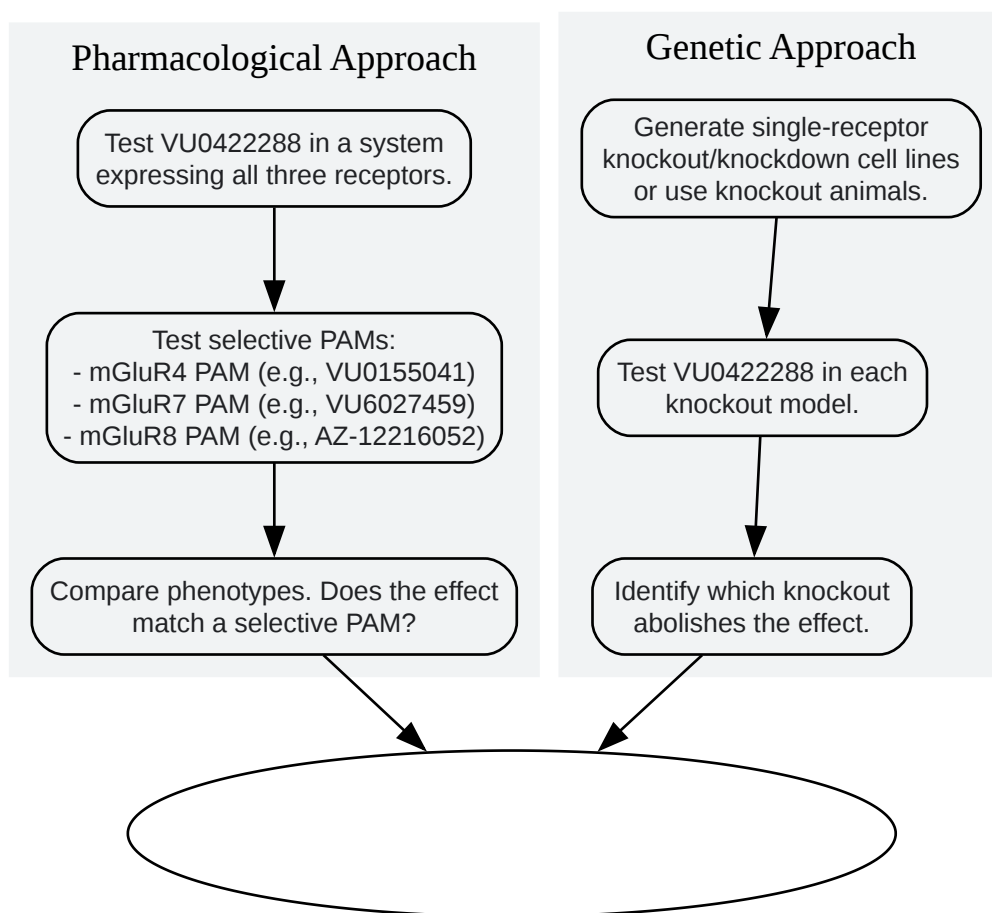 Pharmacological Approach
Test VU0422288 in a system
expressing all three receptors.
Test selective PAMs:
- mGluR4 PAM (e.g., VU0155041)
- mGluR7 PAM (e.g., VU6027459)
- mGluR8 PAM (e.g., AZ-12216052)
Compare phenotypes. Does the effect
match a selective PAM?
Genetic Approach
Generate single-receptor
knockout/knockdown cell lines
or use knockout animals.
Test VU0422288 in each
knockout model.
Identify which knockout
abolishes the effect.